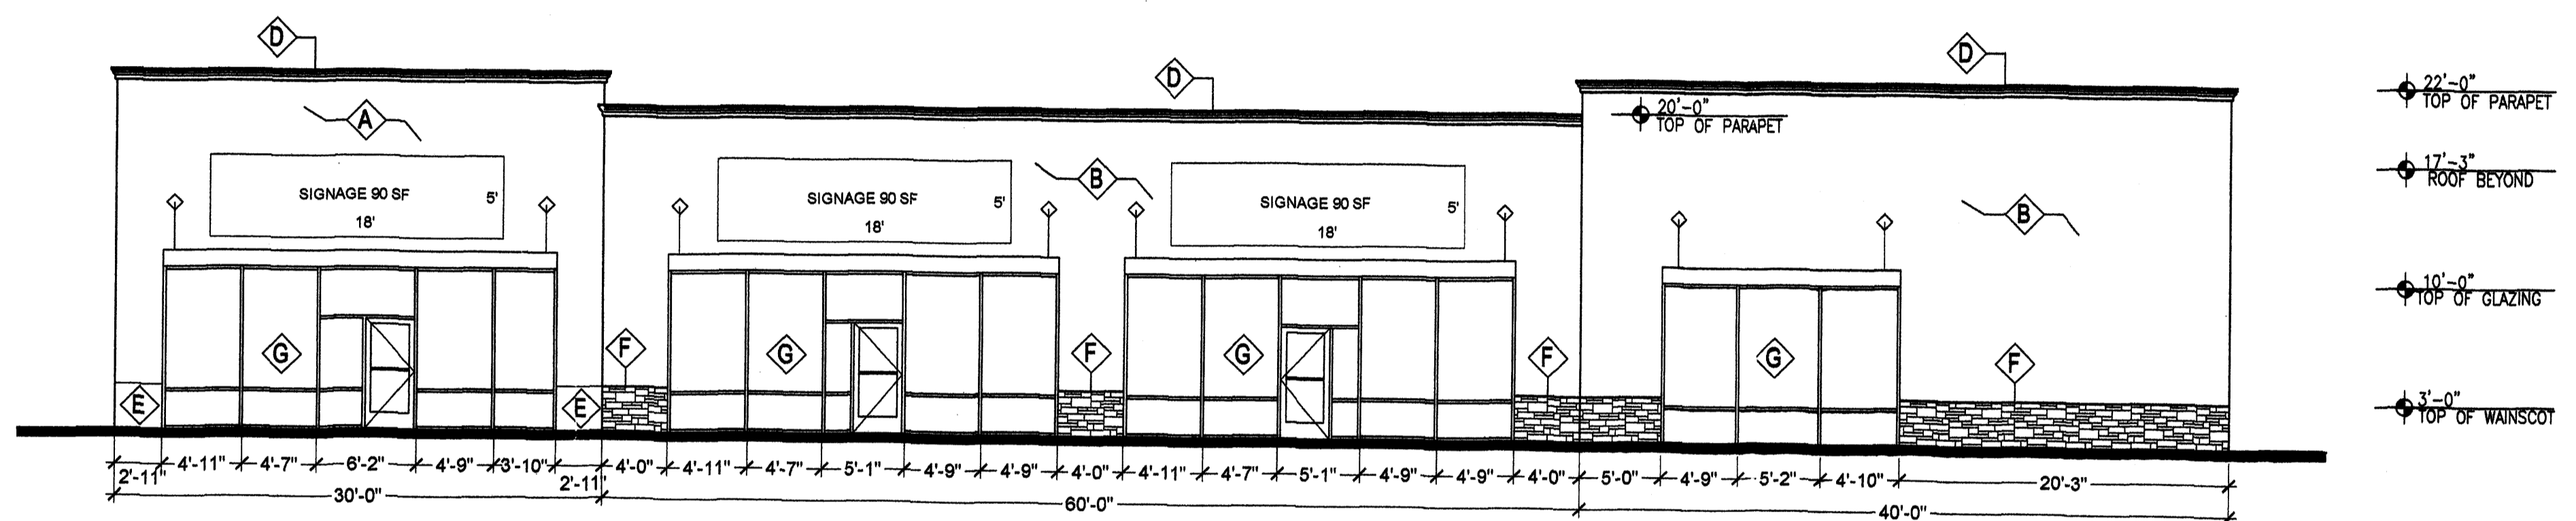 D
D
D
A
B
B
22'-0"
TOP OF PARAPET
20'-0"
TOP OF PARAPET
17'-3"
ROOF BEYOND
SIGNAGE 90 SF
5'
18'
SIGNAGE 90 SF
5'
18'
SIGNAGE 90 SF
5'
18'
10'-0"
TOP OF GLAZING
G
F
G
F
G
F
G
F
E
E
3'-0"
TOP OF WAINSCOT
2'-11"
4'-11"
4'-7"
6'-2"
4'-9"
3'-10"
2'-11"
4'-0"
4'-11"
4'-7"
5'-1"
4'-9"
4'-9"
4'-0"
4'-11"
4'-7"
5'-1"
4'-9"
4'-9"
4'-0"
5'-0"
4'-9"
5'-2"
4'-10"
20'-3"
30'-0"
60'-0"
40'-0"